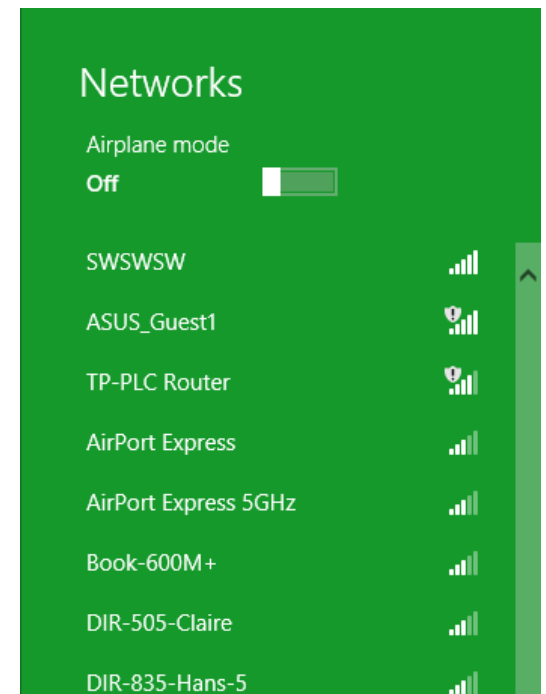 Networks
Airplane mode
Off
SWSWSW
ASUS_Guest1
TP-PLC Router
AirPort Express
AirPort Express 5GHz
Book-600M+
DIR-505-Claire
DIR-835-Hans-5